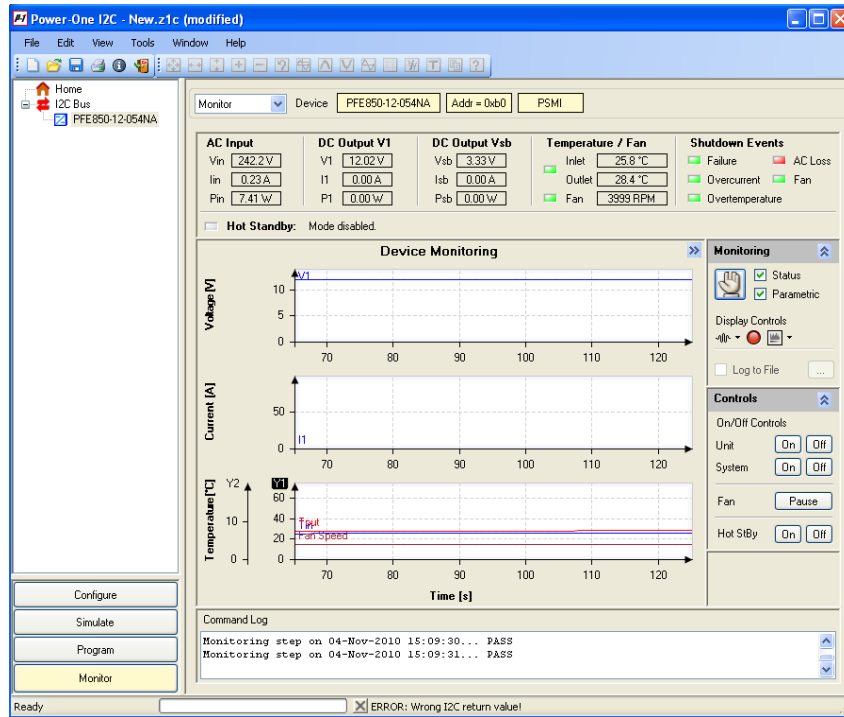 Power-One I2C - New.z1c (modified)
File Edit View Tools Window Help
Home
I2C Bus
PFE850-12-054NA
Monitor Device PFE850-12-054NA Addr = 0xb0 PSMI
AC Input DC Output V1 DC Output Vsb Temperature / Fan Shutdown Events
Vin 242.2 V V1 12.02 V Vsb 3.33 V Inlet 25.8 °C Failure AC Loss
Iin 0.23 A I1 0.00 A Isb 0.00 A Outlet 28.4 °C Overcurrent Fan
Pin 7.41 W P1 0.00 W Psb 0.00 W Fan 3999 RPM Overtemperature
Hot Standby: Mode disabled.
Device Monitoring
Voltage [V]
V1
10
5
0
70 80 90 100 110 120
Current [A]
50
I1
0
70 80 90 100 110 120
Temperature [°C]
Y2 Y1
60
10 40
20 Fan Speed
0 0
70 80 90 100 110 120
Time [s]
Monitoring
Status
Parametric
Display Controls
Log to File ...
Controls
On/Off Controls
Unit On Off
System On Off
Fan Pause
Hot StBy On Off
Configure
Simulate
Program
Monitor
Command Log
Monitoring step on 04-Nov-2010 15:09:30... PASS
Monitoring step on 04-Nov-2010 15:09:31... PASS
Ready ERROR: Wrong I2C return value!